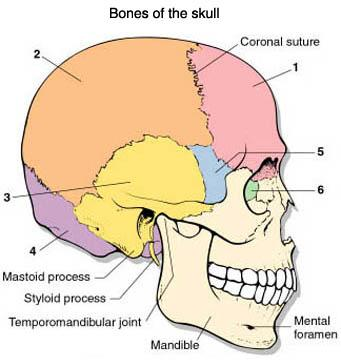 Bones of the skull
Coronal suture
2
1
5
3
6
4
Mastoid process
Styloid process
Temporomandibular joint
Mental
foramen
Mandible